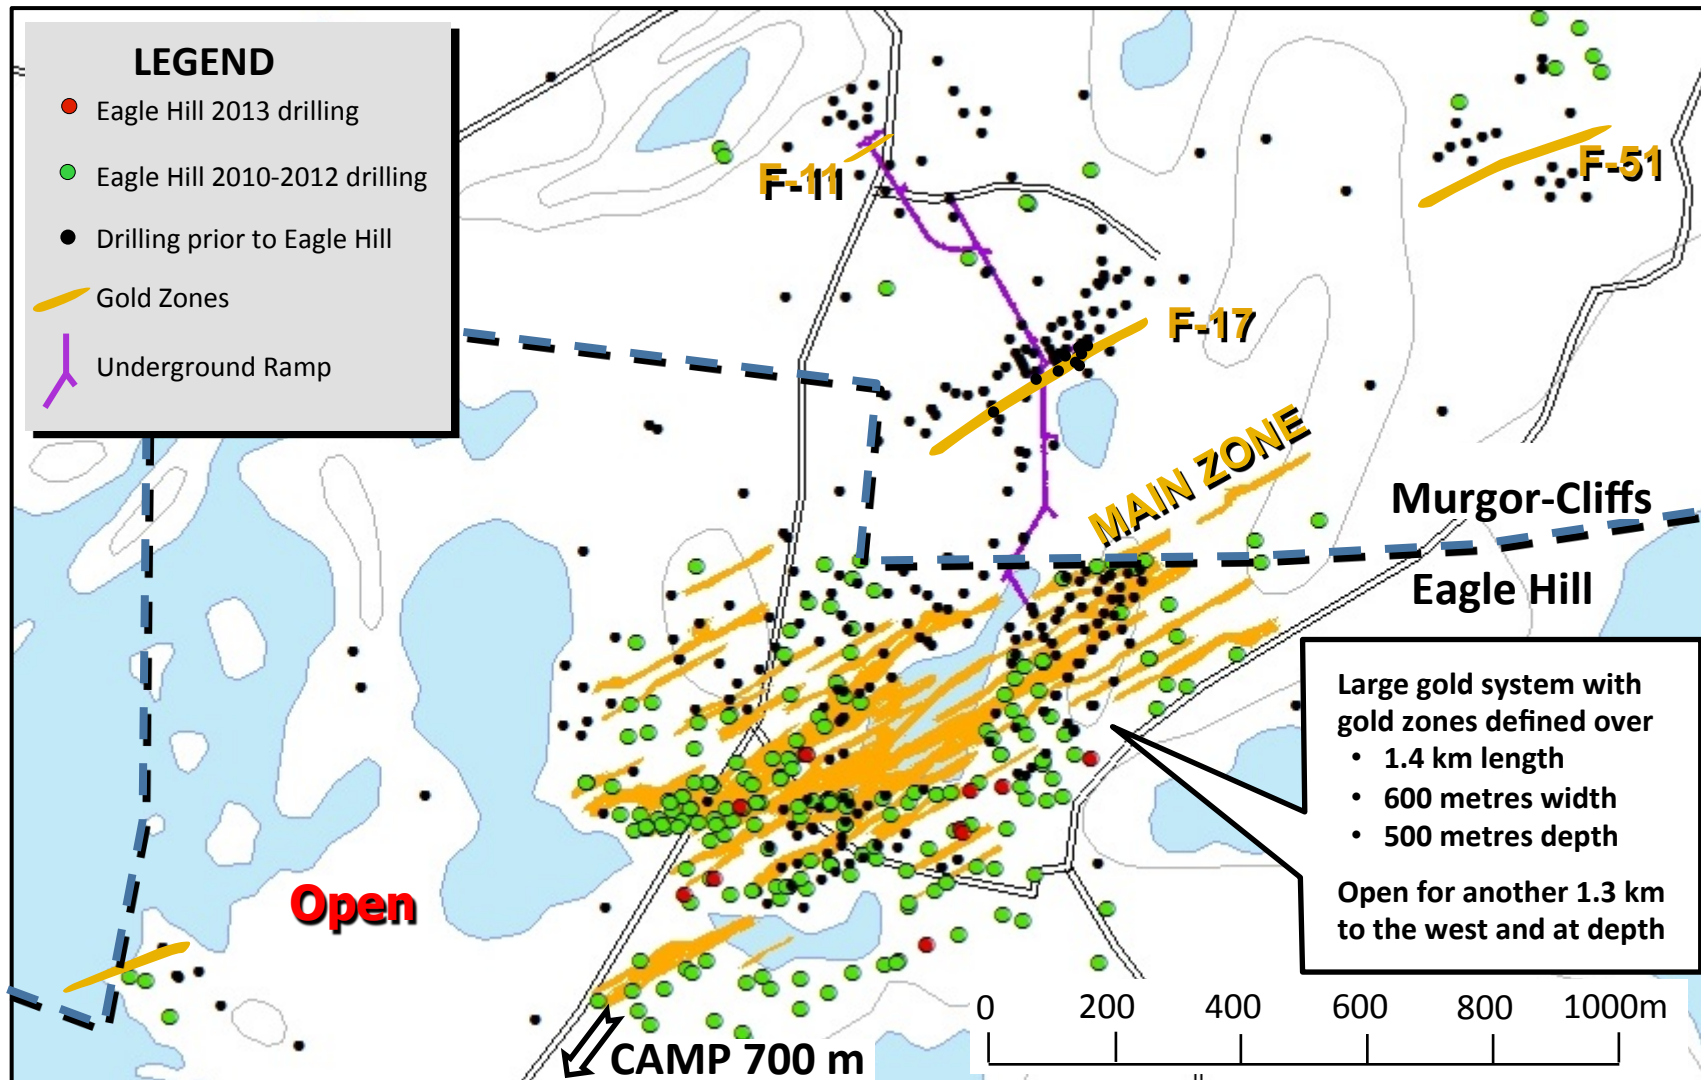 LEGEND
Eagle Hill 2013 drilling
Eagle Hill 2010-2012 drilling
Drilling prior to Eagle Hill
Gold Zones
Underground Ramp
F-11
F-51
F-17
MAIN ZONE
Murgor-Cliffs
Eagle Hill
Large gold system with
gold zones defined over
• 1.4 km length
• 600 metres width
• 500 metres depth
Open for another 1.3 km
to the west and at depth
Open
CAMP 700 m
0 200 400 600 800 1000m